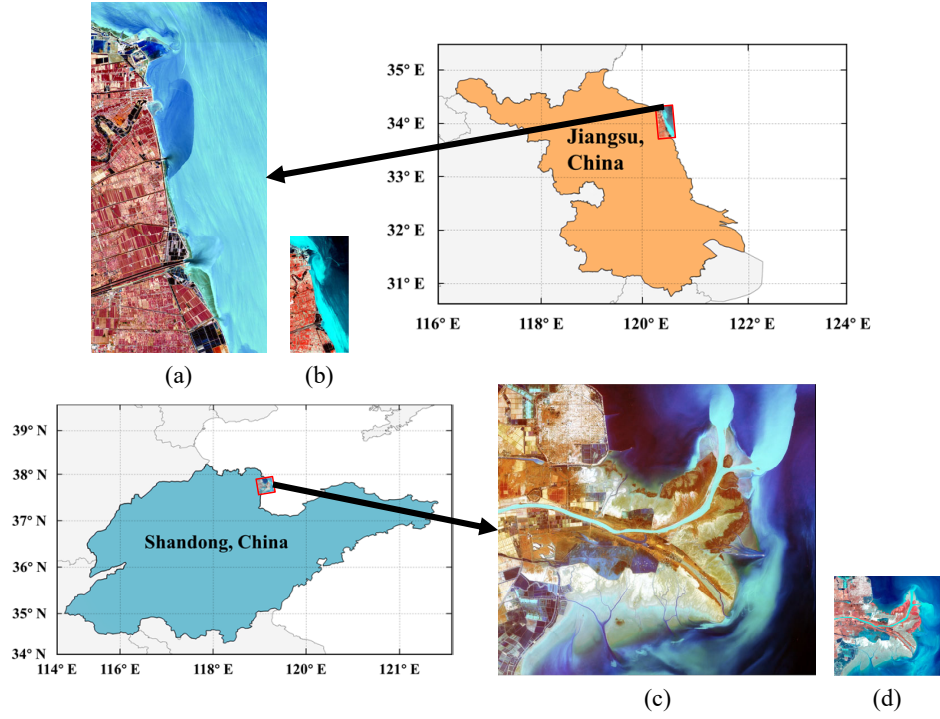 35° E
34° E
33° E
32° E
31° E
Jiangsu,
China
116° E 118° E 120° E 122° E 124° E
(a) (b)
39° N
38° N
37° N
36° N
35° N
34° N
Shandong, China
114° E 116° E 118° E 120° E 121° E
(c) (d)